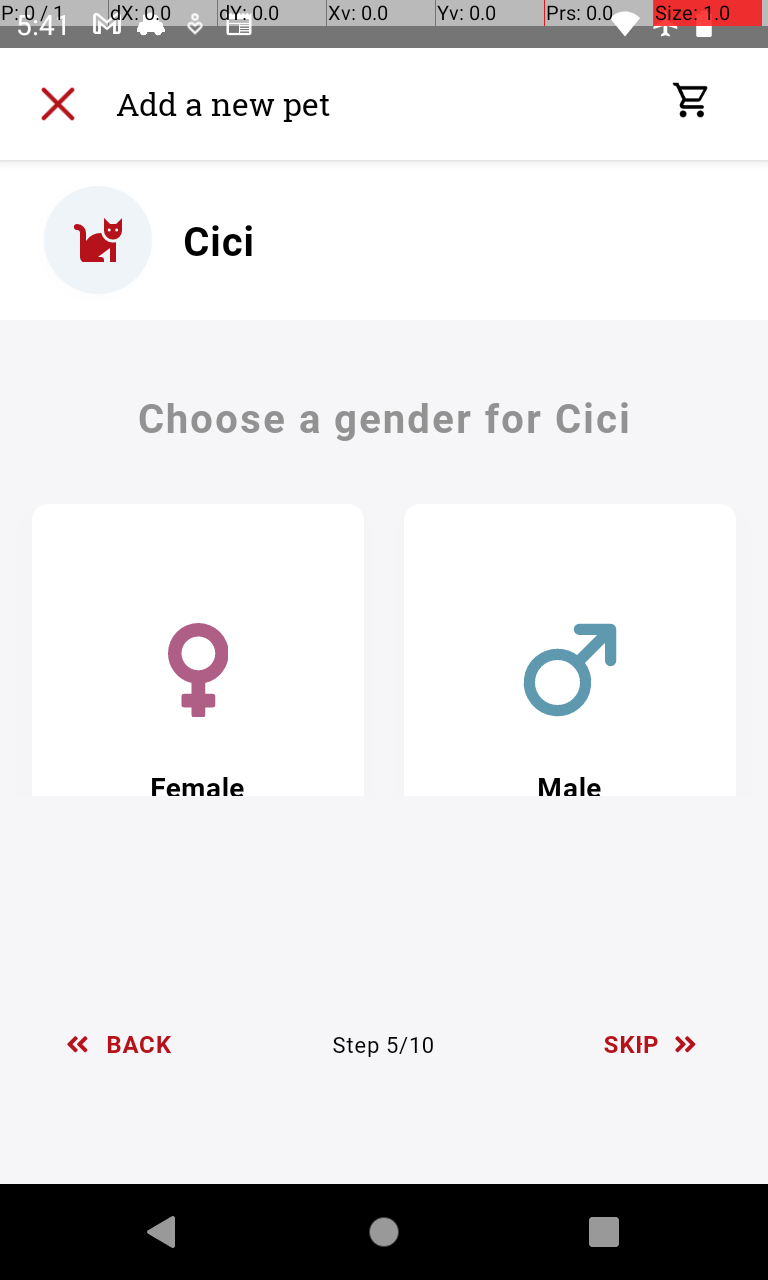 P: 0 / 1 dX: 0.0 dY: 0.0 Xv: 0.0 Yv: 0.0 Prs: 0.0 Size: 1.0
5:41
Add a new pet
Cici
Choose a gender for Cici
Female Male
BACK Step 5/10 SKIP